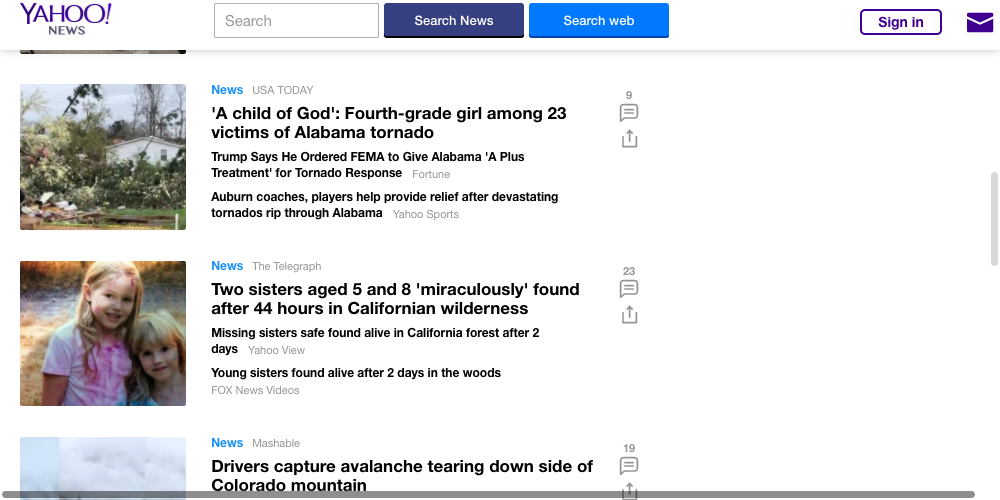 YAHOO!
NEWS
Search
Search News
Search web
Sign in
News USA TODAY
9
'A child of God': Fourth-grade girl among 23
victims of Alabama tornado
Trump Says He Ordered FEMA to Give Alabama 'A Plus
Treatment' for Tornado Response Fortune
Auburn coaches, players help provide relief after devastating
tornados rip through Alabama Yahoo Sports
News The Telegraph
23
Two sisters aged 5 and 8 'miraculously' found
after 44 hours in Californian wilderness
Missing sisters safe found alive in California forest after 2
days Yahoo View
Young sisters found alive after 2 days in the woods
FOX News Videos
News Mashable
19
Drivers capture avalanche tearing down side of
Colorado mountain